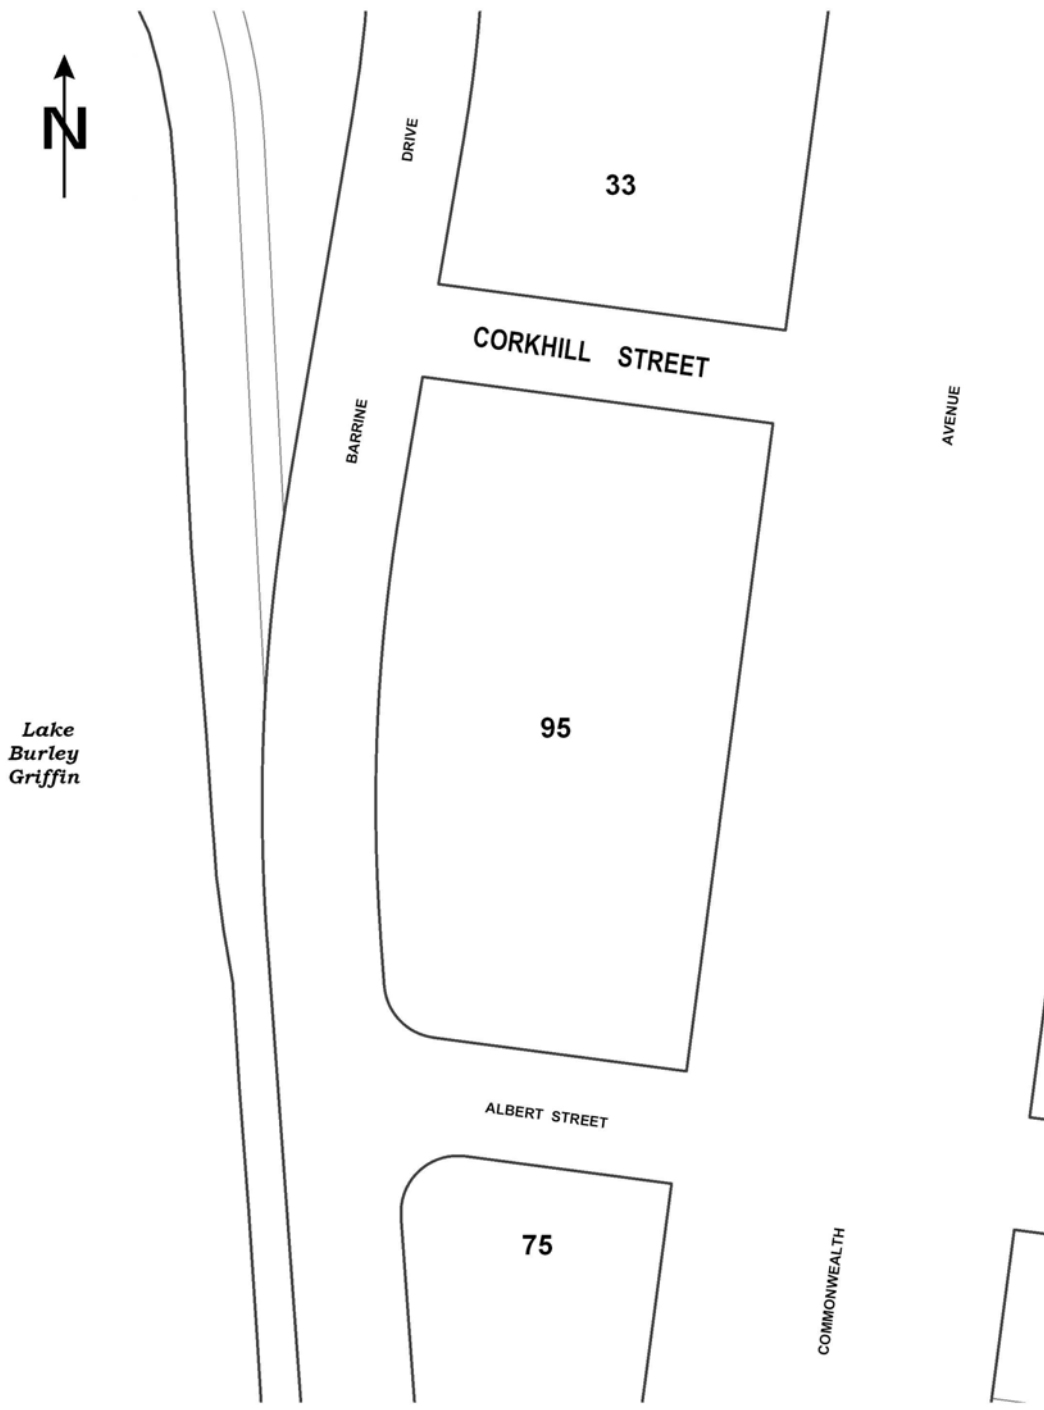 N
DRIVE
33
CORKHILL STREET
BARRINE
AVENUE
Lake
Burley
Griffin
95
ALBERT STREET
75
COMMONWEALTH